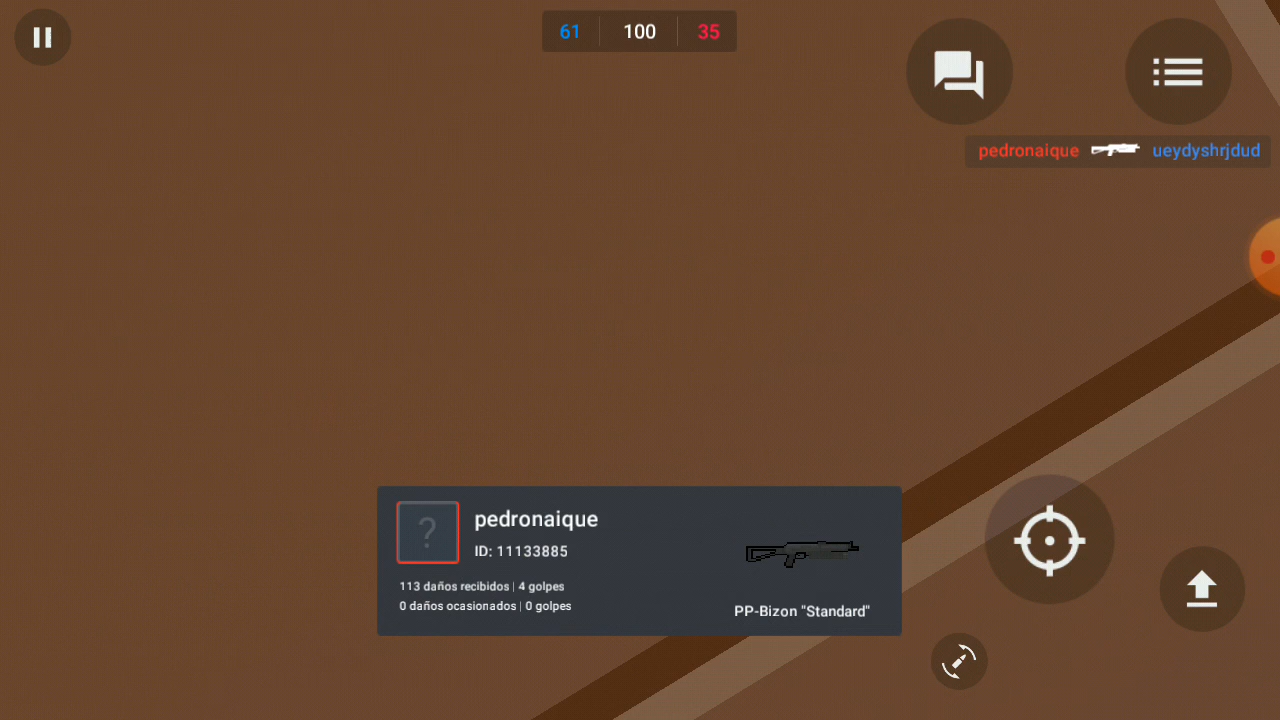 61 100 35
pedronaique ueydyshrjdud
?
pedronaique
ID: 11133885
113 daños recibidos | 4 golpes
0 daños ocasionados | 0 golpes
PP-Bizon "Standard"